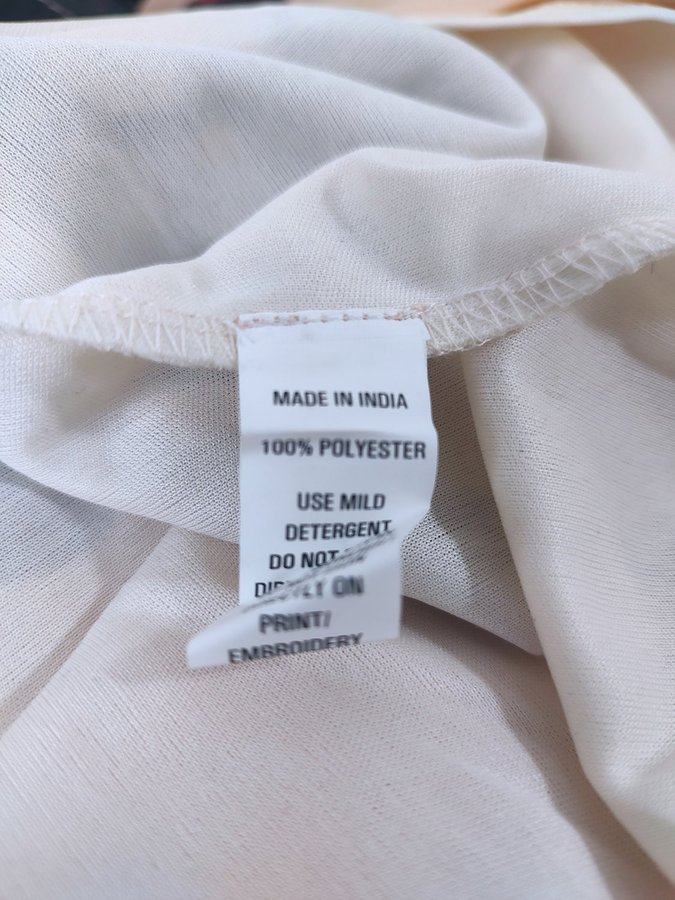 MADE IN INDIA
100% POLYESTER
USE MILD
DETERGENT
DO NOT
ON
PRINT/
EMBROIDERY